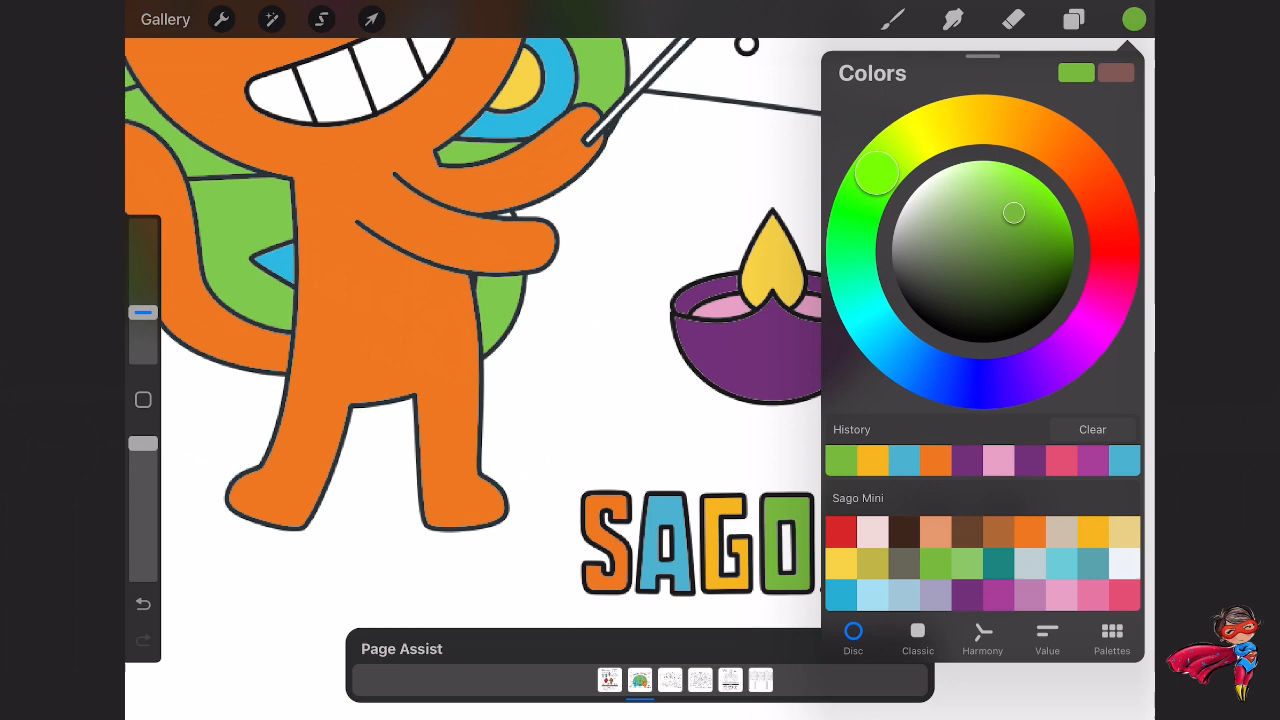 Gallery
Colors
History
Clear
Sago Mini
SAGO
Disc
Classic
Harmony
Value
Palettes
Page Assist